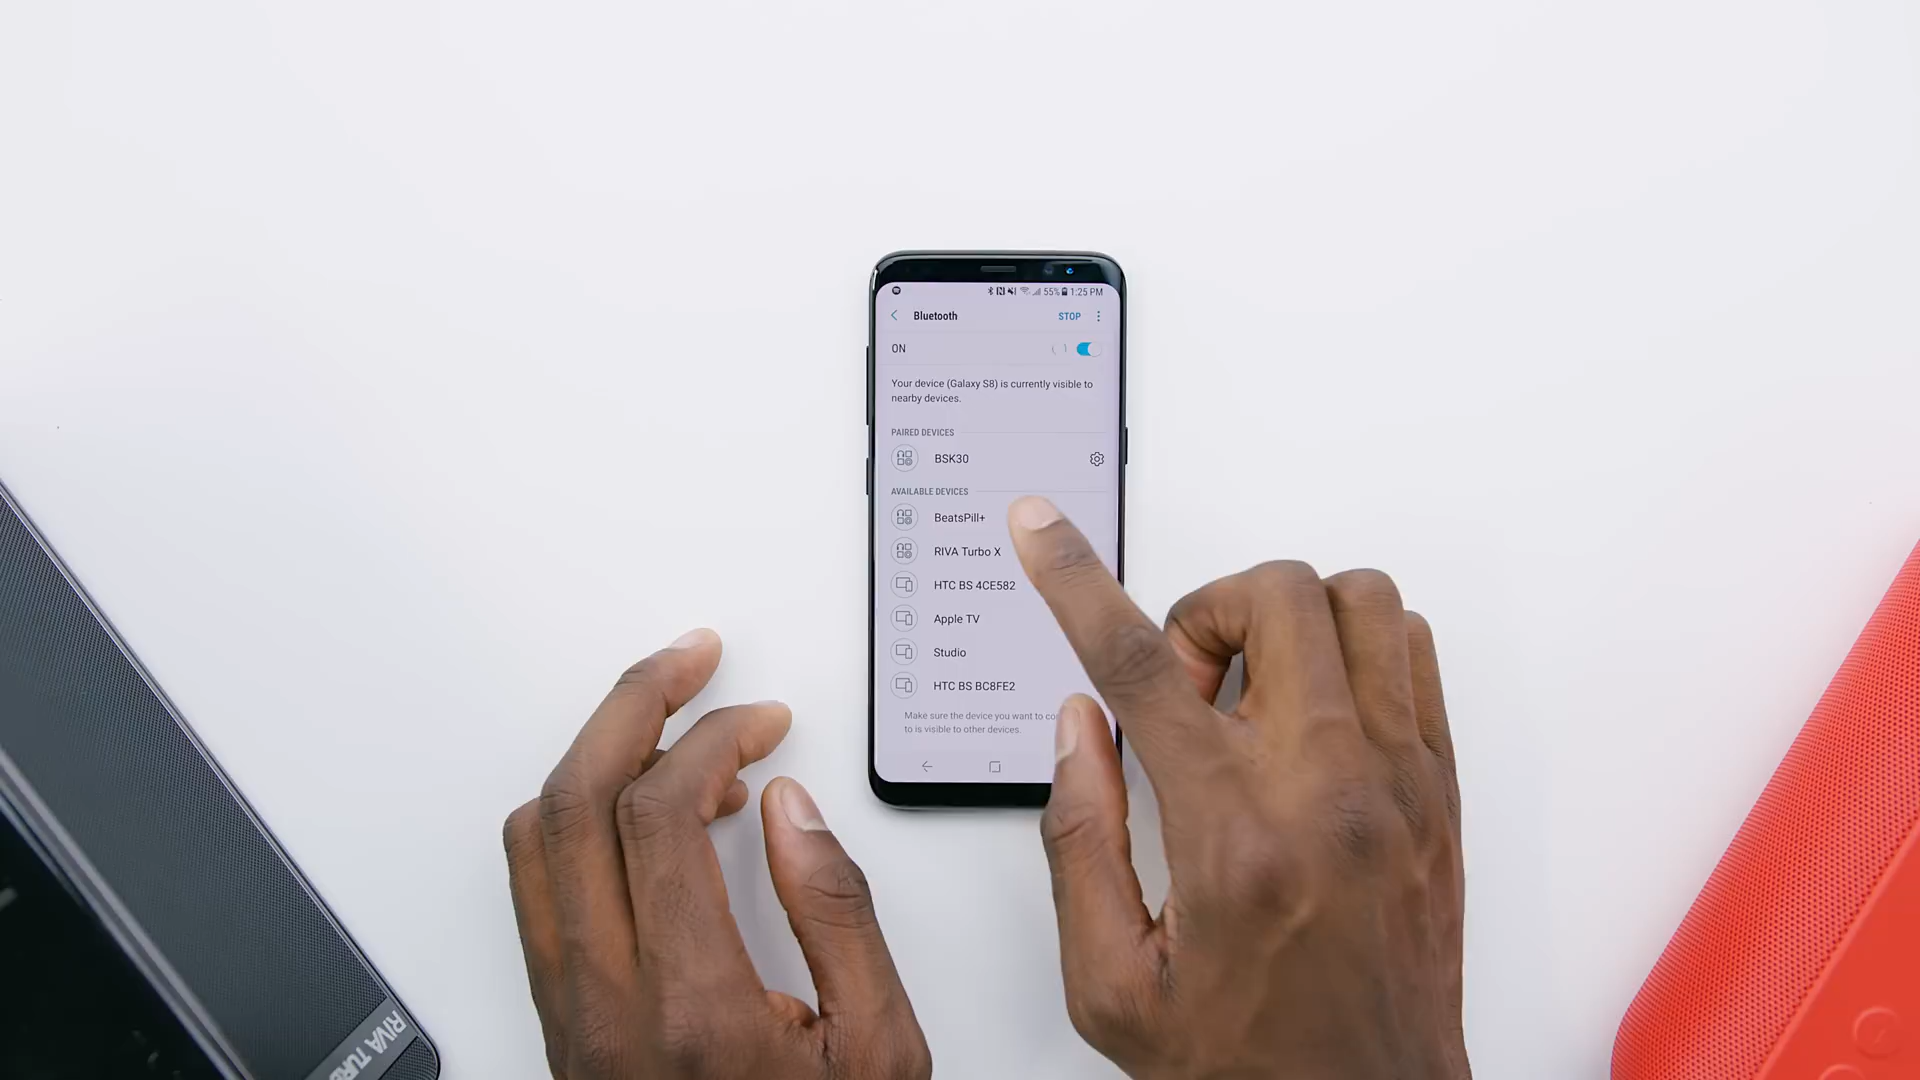 55% 1:25 PM
Bluetooth STOP
ON
Your device (Galaxy S8) is currently visible to
nearby devices.
PAIRED DEVICES
BSK30
AVAILABLE DEVICES
BeatsPill+
RIVA Turbo X
HTC BS 4CE582
Apple TV
Studio
HTC BS BC8FE2
Make sure the device you want to co
to is visible to other devices.
RIVA TUR